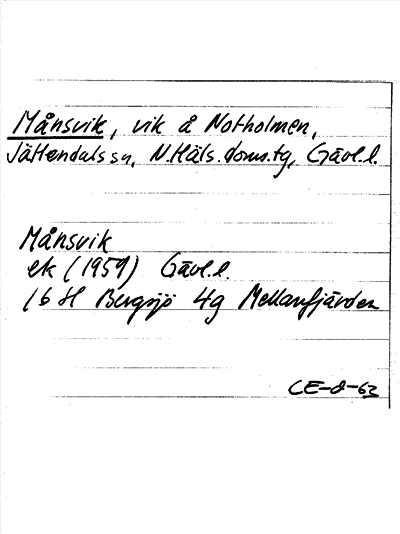 Månsvik, vik å Notholmen,
Jättendals sn, N.Häls. doms.tg, Gävl.l.
Månsvik
ek (1959) Gävl.l.
16 H Bergsjö 4g Mellanfjärden
CE-8-62